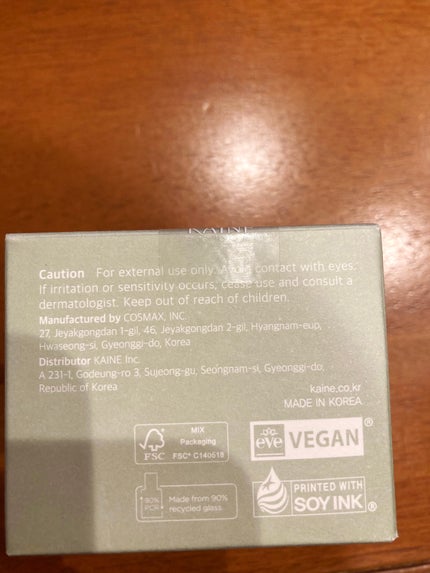 KAINE
Caution For external use only. Avoid contact with eyes.
If irritation or sensitivity occurs, cease use and consult a
dermatologist. Keep out of reach of children.
Manufactured by COSMAX, INC.
27, Jeyakgongdan 1-gil, 46, Jeyakgongdan 2-gil, Hyangnam-eup,
Hwaseong-si, Gyeonggi-do, Korea
Distributor KAINE Inc.
A 231-1, Godeung-ro 3, Sujeong-gu, Seongnam-si, Gyeonggi-do,
Republic of Korea
kaine.co.kr
MADE IN KOREA
FSC
MIX
Packaging
FSC® C140518
eve VEGAN®
90%
PCR
Made from 90%
recycled glass
PRINTED WITH
SOY INK®